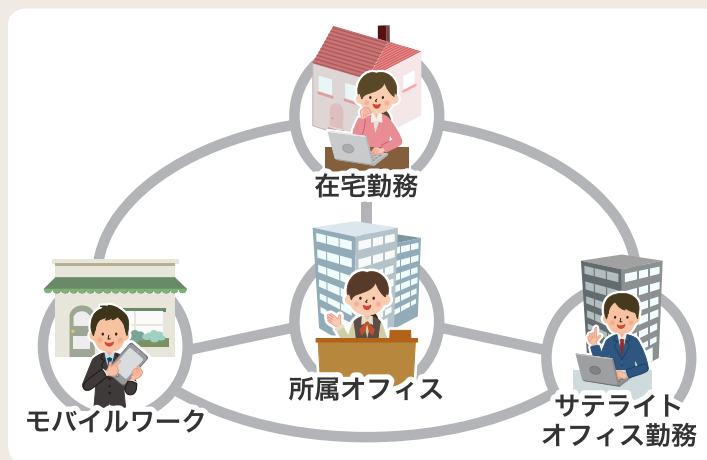 在宅勤務
所属オフィス
モバイルワーク
サテライト
オフィス勤務